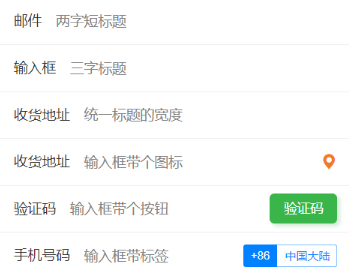 邮件 两字短标题
输入框 三字标题
收货地址 统一标题的宽度
收货地址 输入框带个图标
验证码 输入框带个按钮 验证码
手机号码 输入框带标签 +86 中国大陆